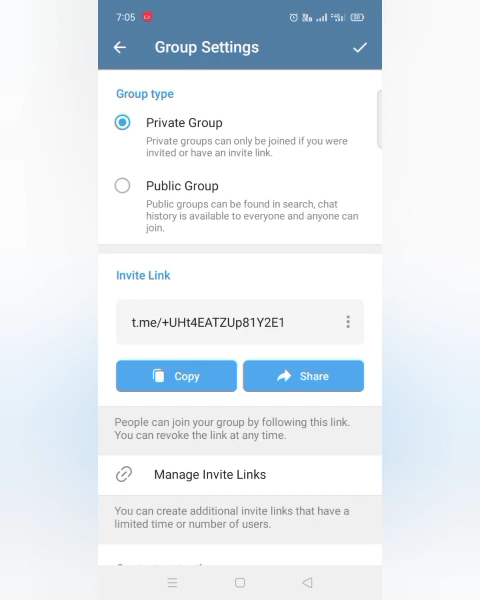 7:05
Group Settings
Group type
Private Group
Private groups can only be joined if you were
invited or have an invite link.
Public Group
Public groups can be found in search, chat
history is available to everyone and anyone can
join.
Invite Link
t.me/+UHt4EATZUp81Y2E1
Copy
Share
People can join your group by following this link.
You can revoke the link at any time.
Manage Invite Links
You can create additional invite links that have a
limited time or number of users.